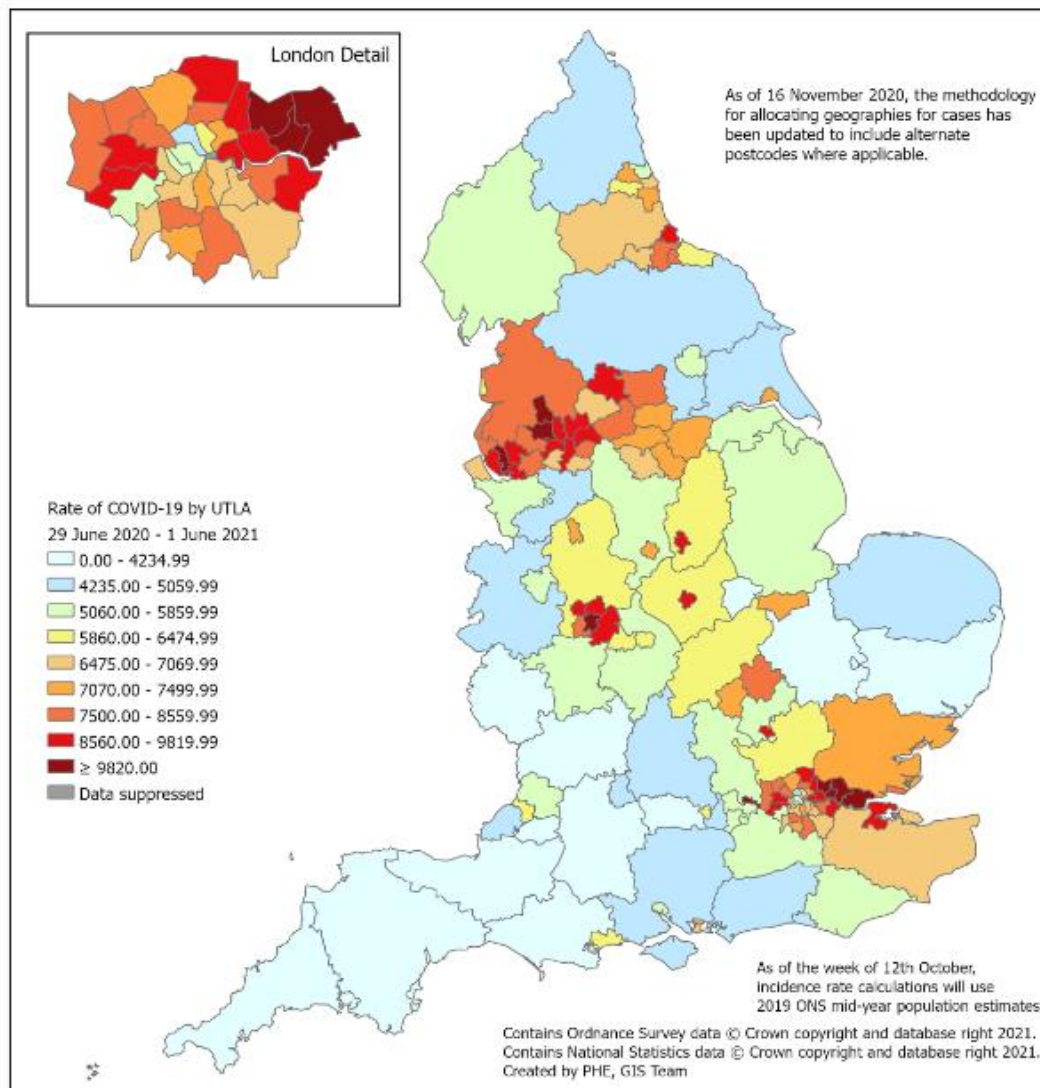 London Detail
As of 16 November 2020, the methodology
for allocating geographies for cases has
been updated to include alternate
postcodes where applicable.
Rate of COVID-19 by UTLA
29 June 2020 - 1 June 2021
0.00 - 4234.99
4235.00 - 5059.99
5060.00 - 5859.99
5860.00 - 6474.99
6475.00 - 7069.99
7070.00 - 7499.99
7500.00 - 8559.99
8560.00 - 9819.99
≥ 9820.00
Data suppressed
As of the week of 12th October,
incidence rate calculations will use
2019 ONS mid-year population estimates
Contains Ordnance Survey data © Crown copyright and database right 2021.
Contains National Statistics data © Crown copyright and database right 2021.
Created by PHE, GIS Team